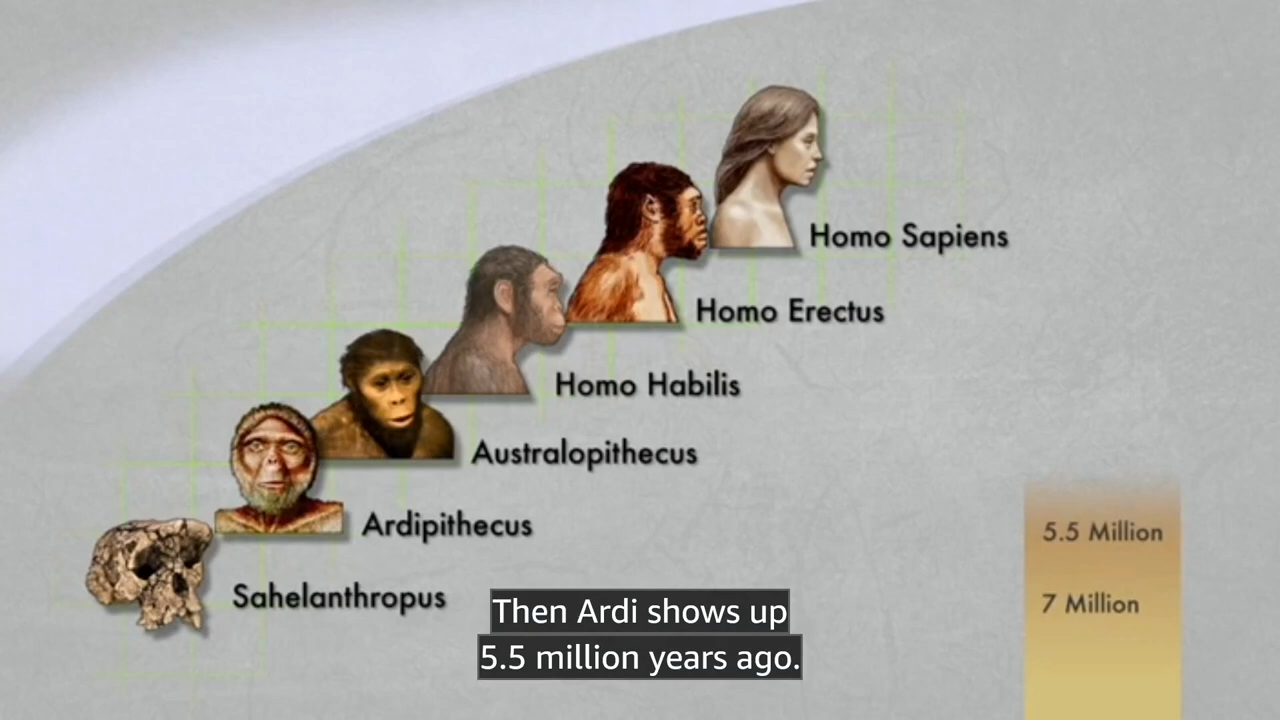 Homo Sapiens
Homo Erectus
Homo Habilis
Australopithecus
Ardipithecus
5.5 Million
Sahelanthropus
7 Million
Then Ardi shows up
5.5 million years ago.